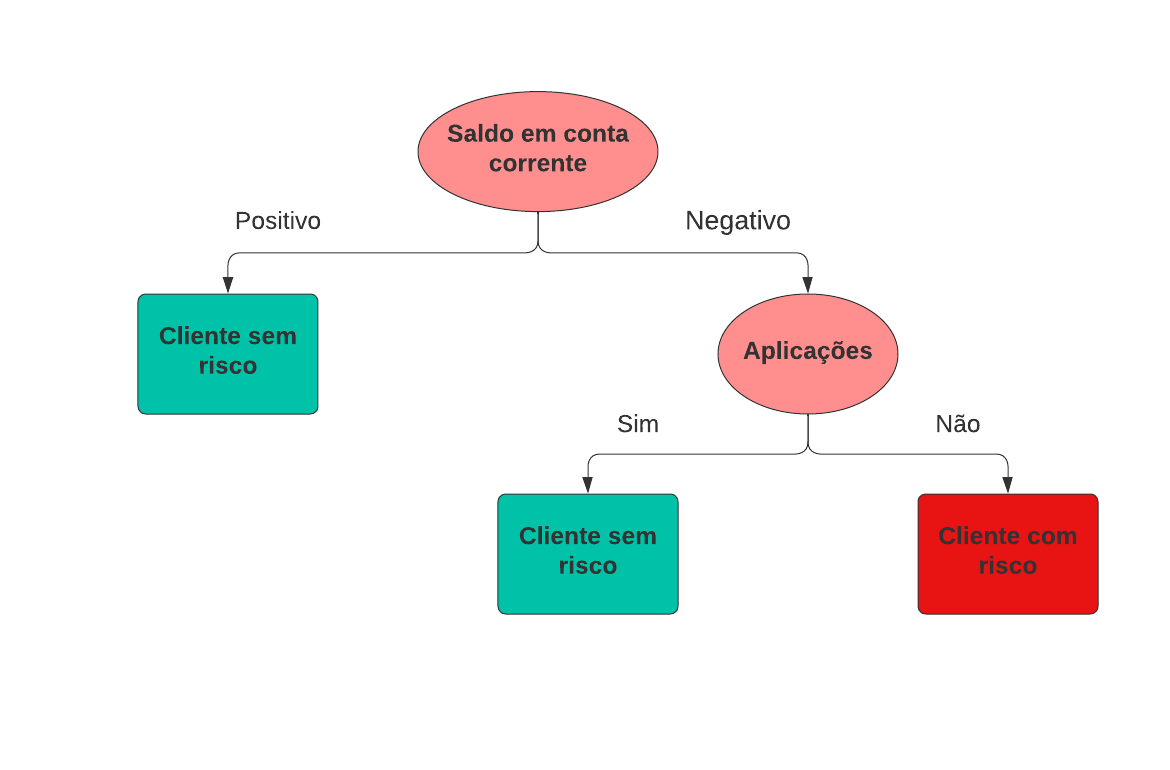 Saldo em conta
corrente
Positivo
Negativo
Cliente sem
risco
Aplicações
Sim
Não
Cliente sem
risco
Cliente com
risco